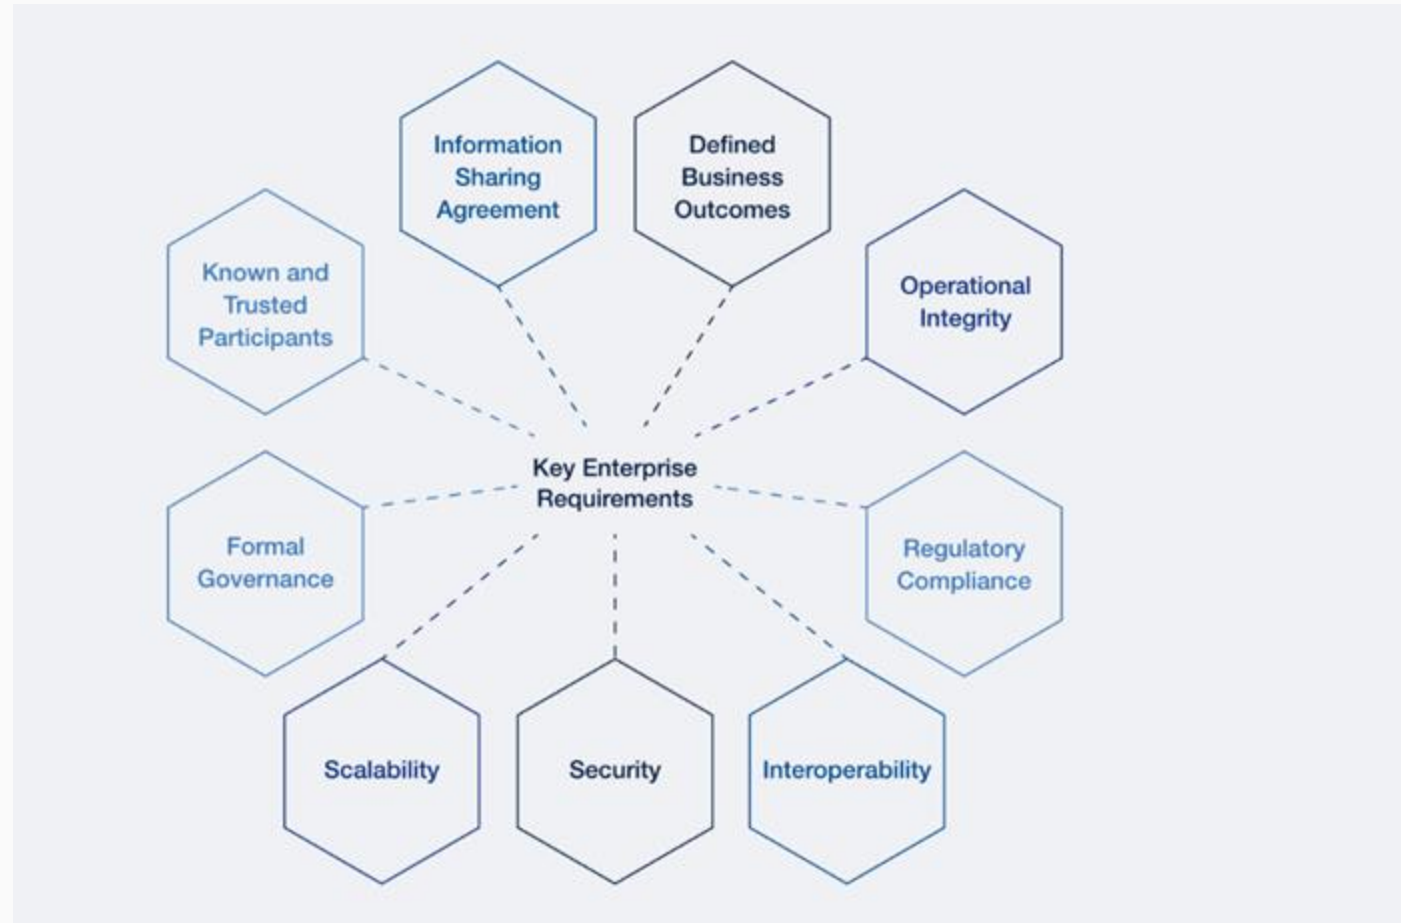 Information
Sharing
Agreement
Defined
Business
Outcomes
Known and
Trusted
Participants
Operational
Integrity
Key Enterprise
Requirements
Formal
Governance
Regulatory
Compliance
Scalability
Security
Interoperability